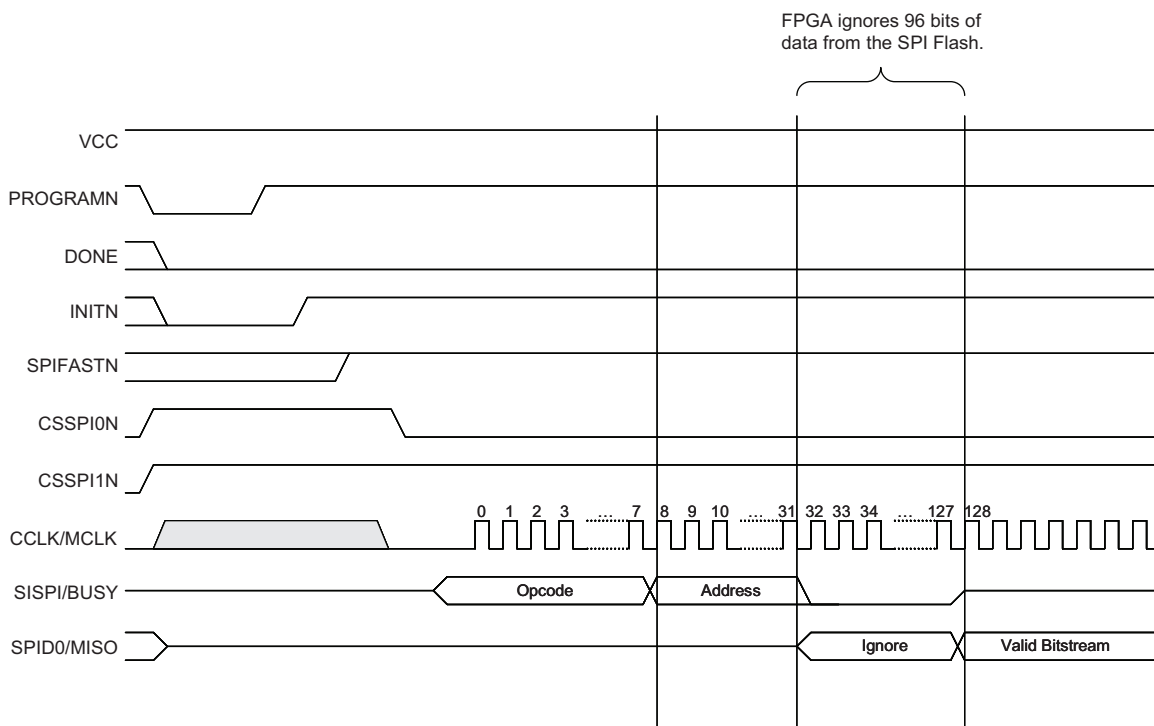 FPGA ignores 96 bits of
data from the SPI Flash.
VCC
PROGRAMN
DONE
INITN
SPIFASTN
CSSPI0N
CSSPI1N
0 1 2 3 ... 7 8 9 10 ... 31 32 33 34 ... 127 128
CCLK/MCLK
SISPI/BUSY Opcode Address
SPID0/MISO Ignore Valid Bitstream